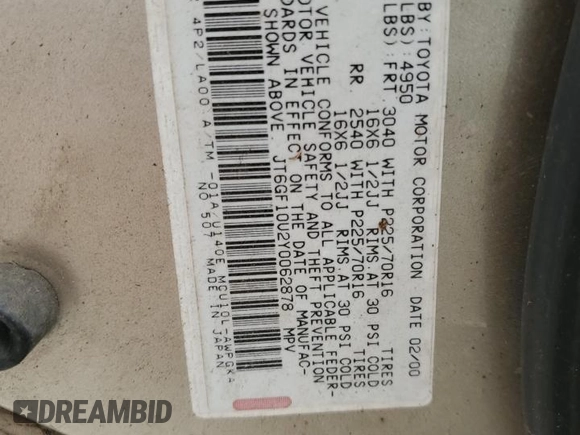 BY: TOYOTA MOTOR CORPORATION DATE 02/00
LBS): 4950
LBS): FRT 3040 WITH P225/70R16 TIRES
16X6 1/2JJ RIMS. AT 30 PSI COLD
RR. 2540 WITH P225/70R16 TIRES
16X6 1/2JJ RIMS. AT 30 PSI COLD
VEHICLE CONFORMS TO ALL APPLICABLE FEDER-
OTOR VEHICLE SAFETY AND THEFT PREVENTION
DARDS IN EFFECT ON THE DATE OF MANUFAC-
SHOWN ABOVE. JT6GF10U2Y0062878 MPV
4P2/LA00 A/TM -01A/U140E MCU10L-AWPGKA
NO. 507 MADE IN JAPAN
DREAMBID